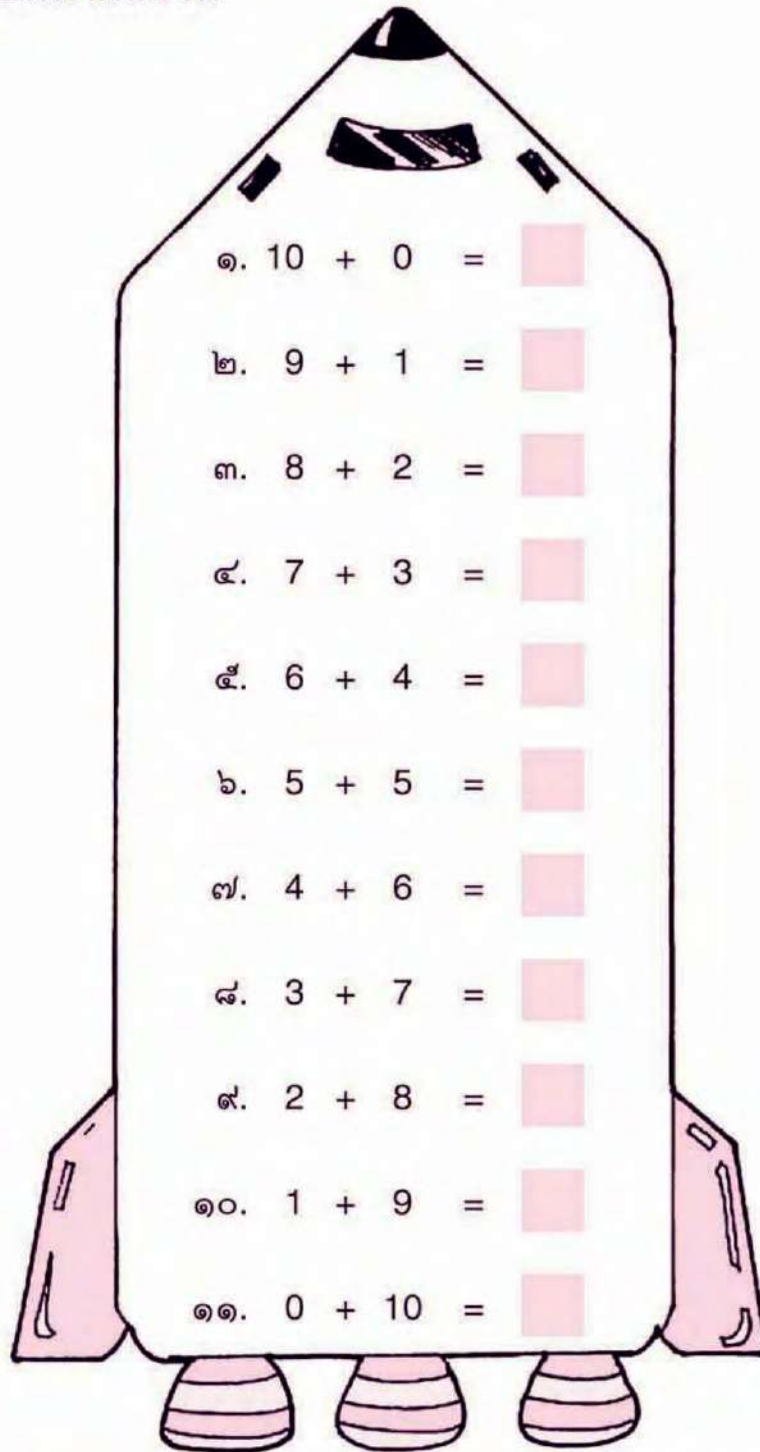 ๑. 10 + 0 =
๒. 9 + 1 =
๓. 8 + 2 =
๔. 7 + 3 =
๕. 6 + 4 =
๖. 5 + 5 =
๗. 4 + 6 =
๘. 3 + 7 =
๙. 2 + 8 =
๑๐. 1 + 9 =
๑๑. 0 + 10 =